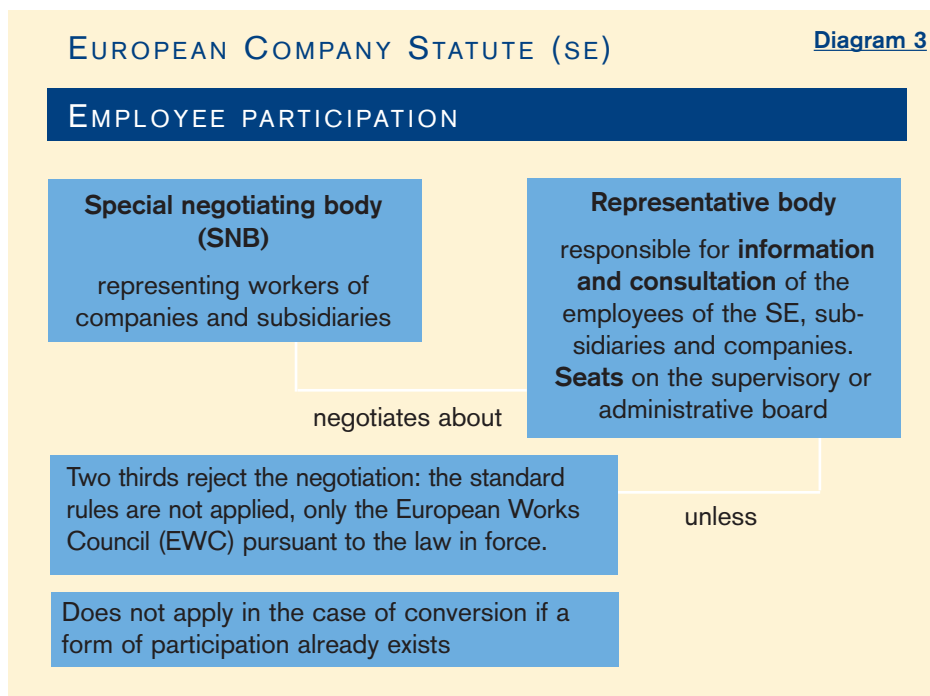 EUROPEAN COMPANY STATUTE (SE)
Diagram 3
EMPLOYEE PARTICIPATION
Special negotiating body
(SNB)
representing workers of
companies and subsidiaries
Representative body
responsible for information
and consultation of the
employees of the SE, sub-
sidiaries and companies.
Seats on the supervisory or
administrative board
negotiates about
Two thirds reject the negotiation: the standard
rules are not applied, only the European Works
Council (EWC) pursuant to the law in force.
unless
Does not apply in the case of conversion if a
form of participation already exists